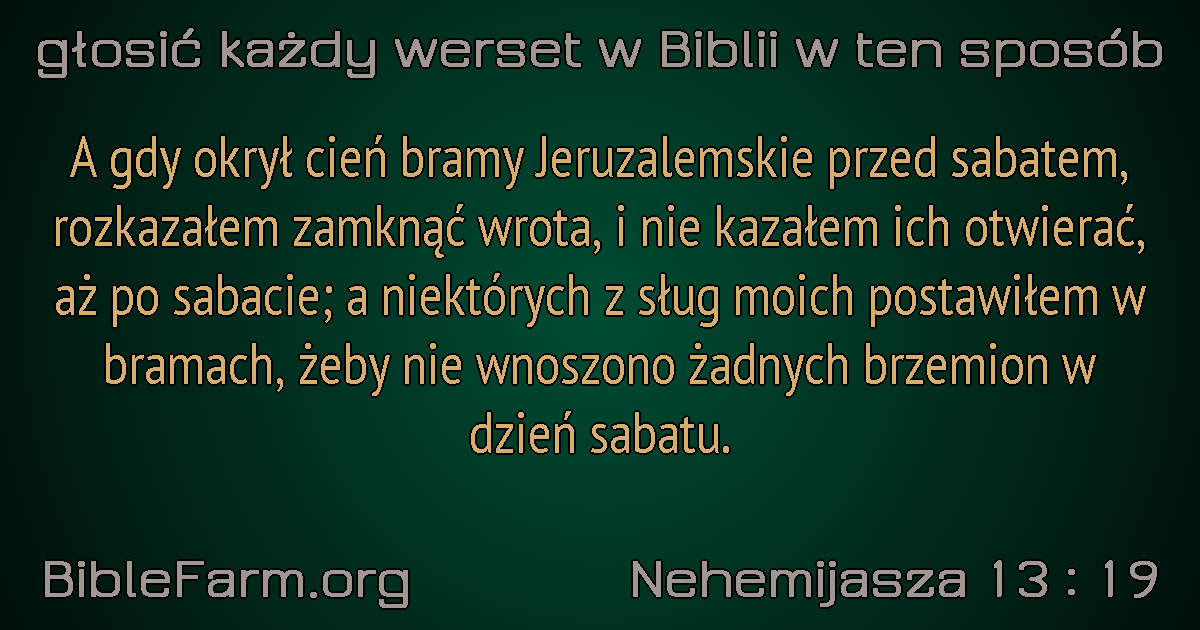 głosić każdy werset w Biblii w ten sposób
A gdy okrył cień bramy Jeruzalemskie przed sabatem,
rozkazałem zamknąć wrota, i nie kazałem ich otwierać,
aż po sabacie; a niektórych z sług moich postawiłem w
bramach, żeby nie wnoszono żadnych brzemion w
dzień sabatu.
BibleFarm.org
Nehemijasza 13 : 19